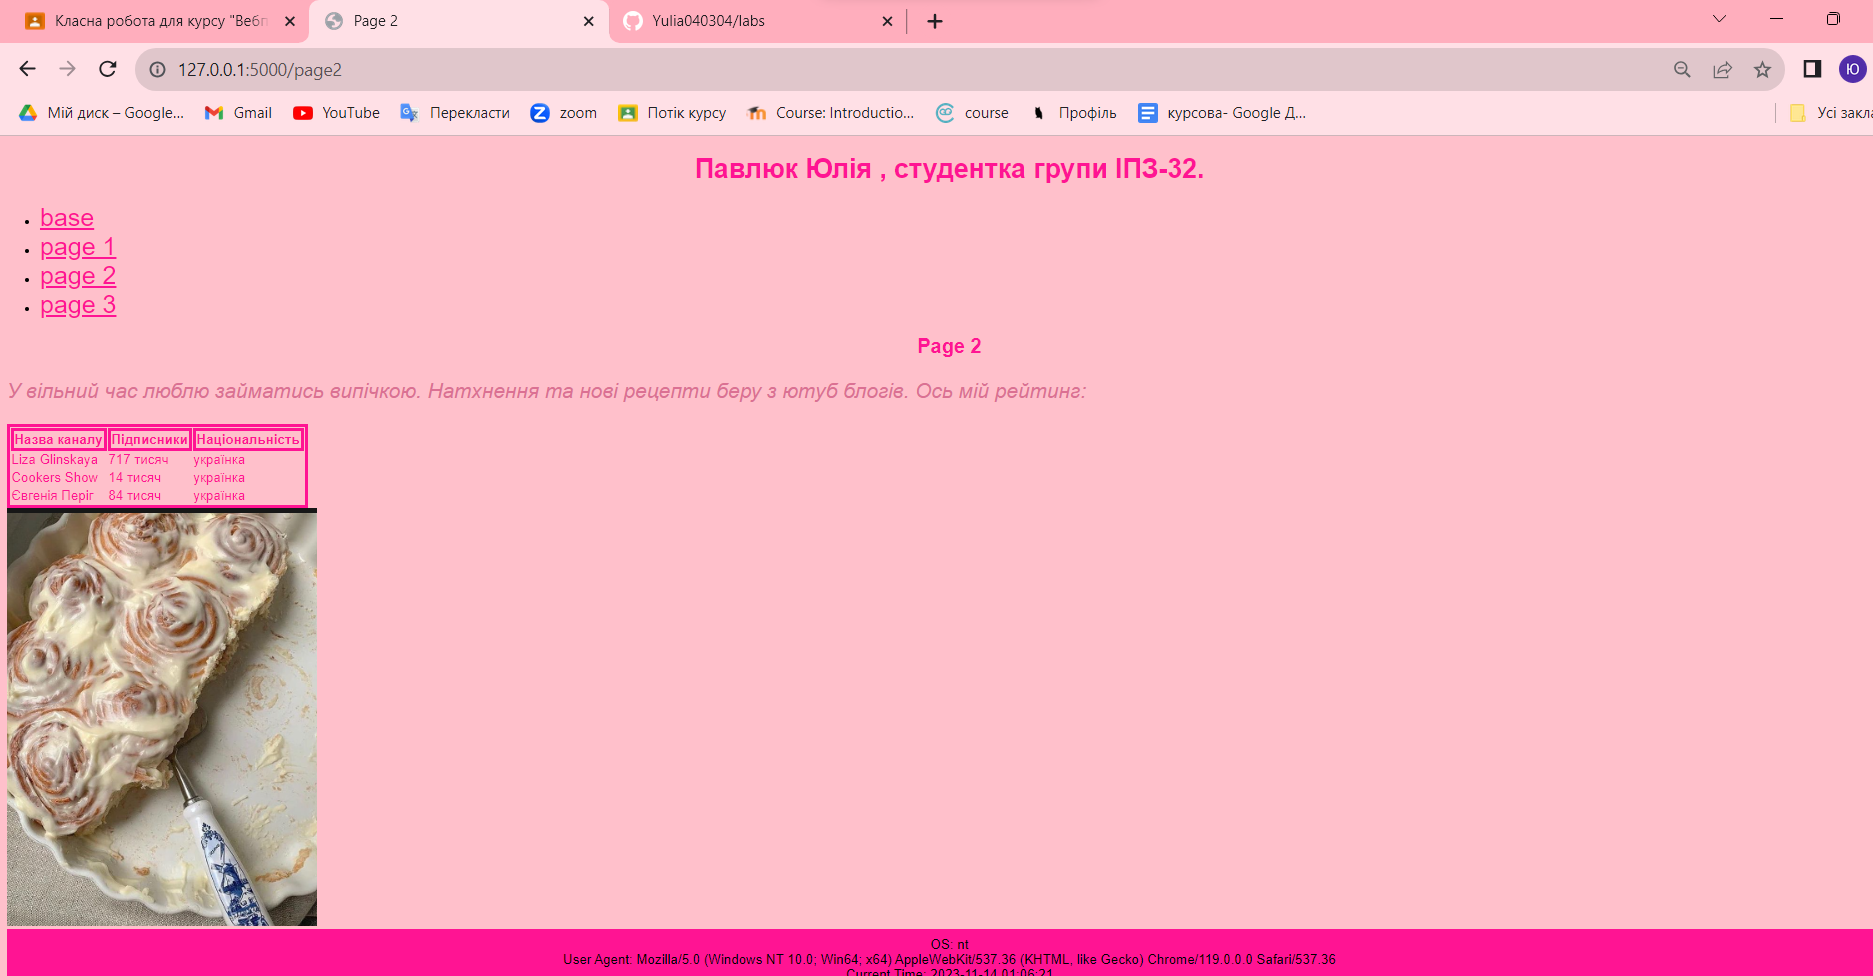 Класна робота для курсу "Вебп
Page 2
Yulia040304/labs
127.0.0.1:5000/page2
Ю
Мій диск – Google...
Gmail
YouTube
Перекласти
zoom
Потік курсу
Course: Introductio...
course
Профіль
курсова- Google Д...
Усі закла
Павлюк Юлія , студентка групи ІПЗ-32.
base
page 1
page 2
page 3
Page 2
У вільний час люблю займатись випічкою. Натхнення та нові рецепти беру з ютуб блогів. Ось мій рейтинг:
Назва каналу Підписники Національність
Liza Glinskaya 717 тисяч українка
Cookers Show 14 тисяч українка
Євгенія Періг 84 тисяч українка
OS: nt
User Agent: Mozilla/5.0 (Windows NT 10.0; Win64; x64) AppleWebKit/537.36 (KHTML, like Gecko) Chrome/119.0.0.0 Safari/537.36
Current Time: 2023-11-14 01:06:21